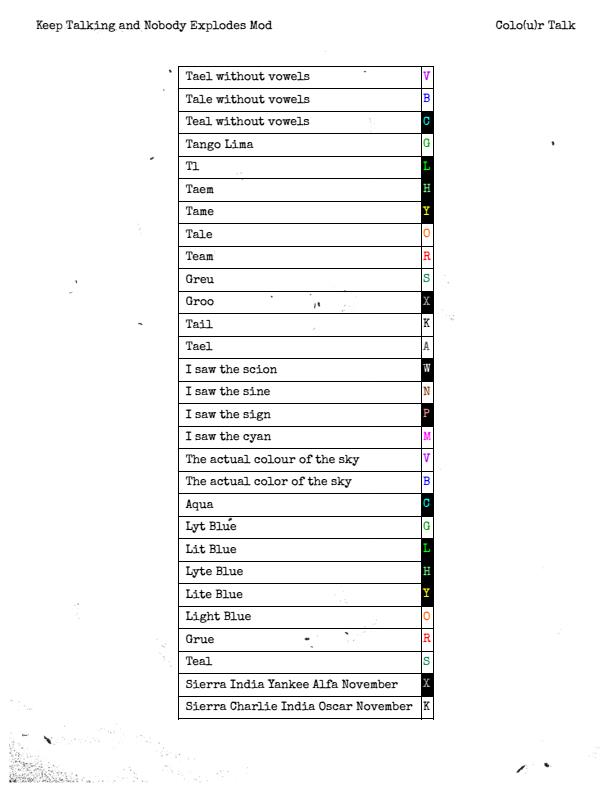 Keep Talking and Nobody Explodes Mod Colo(u)r Talk
Tael without vowels V
Tale without vowels B
Teal without vowels C
Tango Lima G
Tl L
Taem H
Tame Y
Tale O
Team R
Greu S
Groo X
Tail K
Tael A
I saw the scion W
I saw the sine N
I saw the sign P
I saw the cyan M
The actual colour of the sky V
The actual color of the sky B
Aqua C
Lyt Blue G
Lit Blue L
Lyte Blue H
Lite Blue Y
Light Blue O
Grue R
Teal S
Sierra India Yankee Alfa November X
Sierra Charlie India Oscar November K